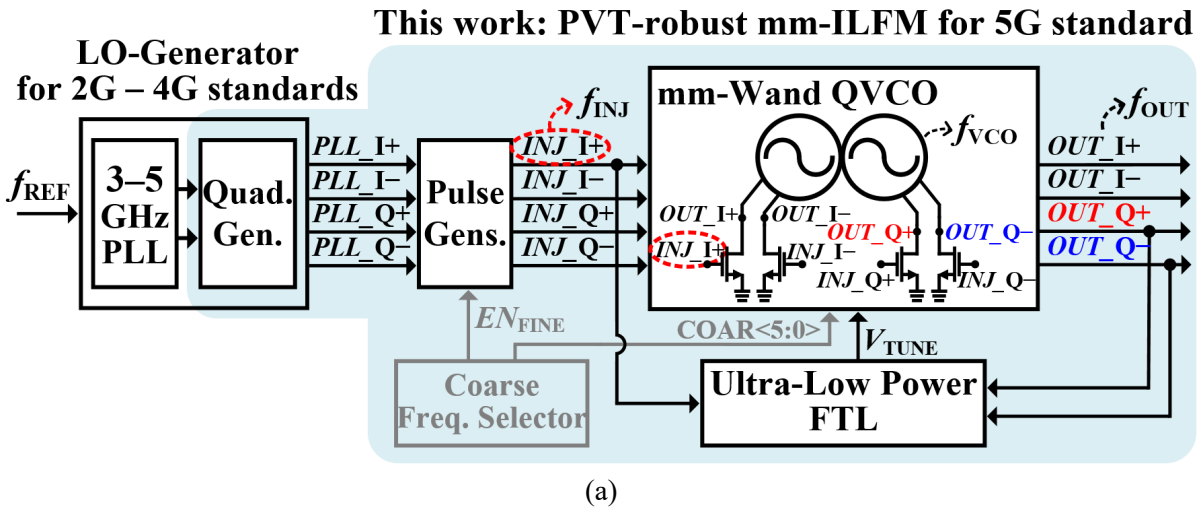 This work: PVT-robust mm-ILFM for 5G standard
LO-Generator
for 2G – 4G standards
fREF
3–5
GHz
PLL
Quad.
Gen.
PLL_I+
PLL_I−
PLL_Q+
PLL_Q−
Pulse
Gens.
fINJ
INJ_I+
INJ_I−
INJ_Q+
INJ_Q−
mm-Wand QVCO
fVCO
OUT_I+
OUT_I−
OUT_Q+
OUT_Q−
INJ_I+
INJ_I−
INJ_Q+
INJ_Q−
fOUT
OUT_I+
OUT_I−
OUT_Q+
OUT_Q−
ENFINE
COAR<5:0>
VTUNE
Coarse
Freq. Selector
Ultra-Low Power
FTL
(a)